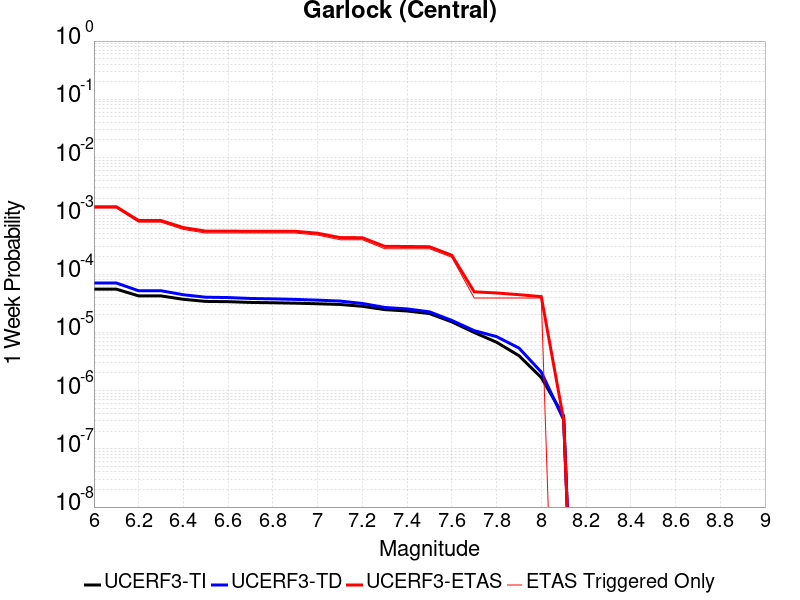 Garlock (Central)
10^0
10^-1
10^-2
10^-3
10^-4
10^-5
10^-6
10^-7
10^-8
1 Week Probability
6 6.2 6.4 6.6 6.8 7 7.2 7.4 7.6 7.8 8 8.2 8.4 8.6 8.8 9
Magnitude
UCERF3-TI UCERF3-TD UCERF3-ETAS ETAS Triggered Only